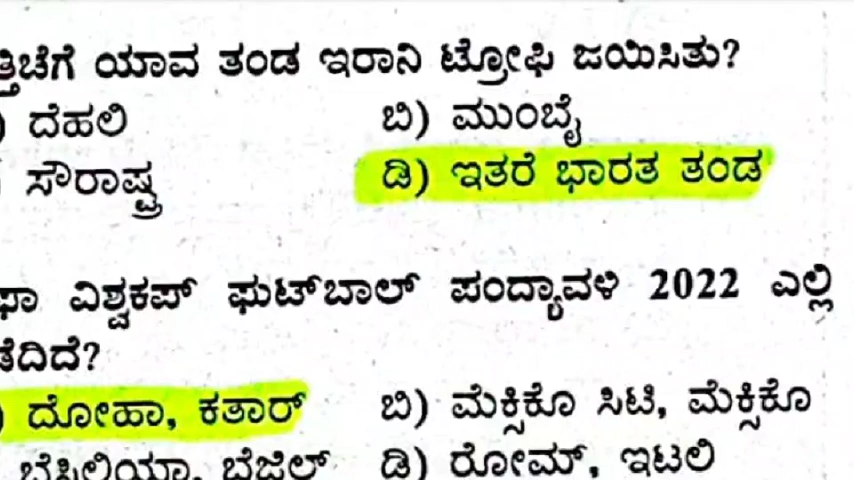 ತ್ತಿಚೆಗೆ ಯಾವ ತಂಡ ಇರಾನಿ ಟ್ರೋಫಿ ಜಯಿಸಿತು?
) ದೆಹಲಿ ಬಿ) ಮುಂಬೈ
ಸೌರಾಷ್ಟ್ರ ಡಿ) ಇತರೆ ಭಾರತ ತಂಡ
ಫಾ ವಿಶ್ವಕಪ್ ಫುಟ್‌ಬಾಲ್ ಪಂದ್ಯಾವಳಿ 2022 ಎಲ್ಲಿ
ಡೆದಿದೆ?
) ದೋಹಾ, ಕತಾರ್ ಬಿ) ಮೆಕ್ಸಿಕೊ ಸಿಟಿ, ಮೆಕ್ಸಿಕೊ
ಬ್ರೆಸಿಲಿಯಾ, ಬ್ರೆಜಿಲ್ ಡಿ) ರೋಮ್, ಇಟಲಿ